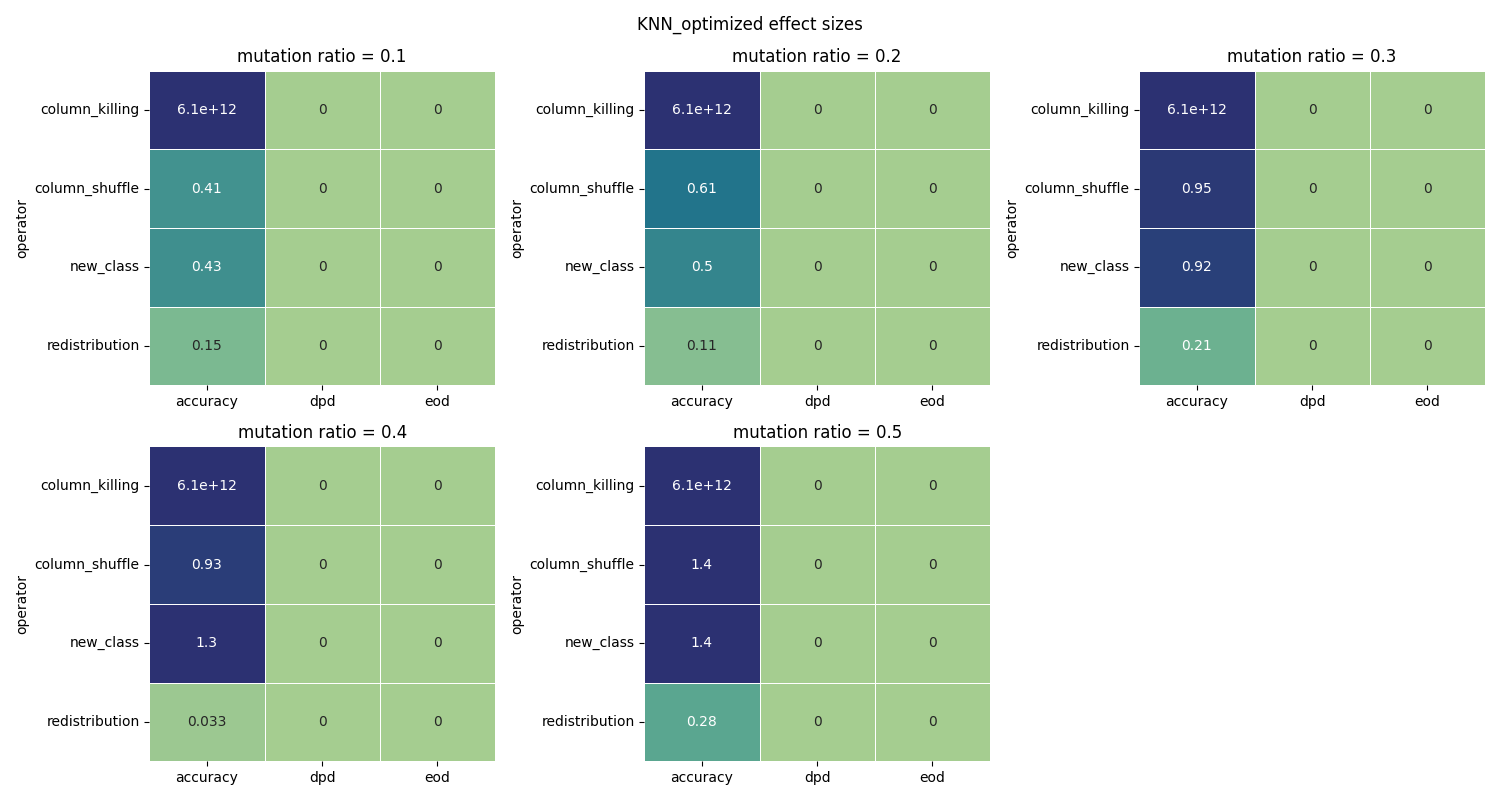 KNN_optimized effect sizes
mutation ratio = 0.1
column_killing 6.1e+12 0 0
column_shuffle 0.41 0 0
new_class 0.43 0 0
redistribution 0.15 0 0
operator
accuracy dpd eod
mutation ratio = 0.2
column_killing 6.1e+12 0 0
column_shuffle 0.61 0 0
new_class 0.5 0 0
redistribution 0.11 0 0
operator
accuracy dpd eod
mutation ratio = 0.3
column_killing 6.1e+12 0 0
column_shuffle 0.95 0 0
new_class 0.92 0 0
redistribution 0.21 0 0
operator
accuracy dpd eod
mutation ratio = 0.4
column_killing 6.1e+12 0 0
column_shuffle 0.93 0 0
new_class 1.3 0 0
redistribution 0.033 0 0
operator
accuracy dpd eod
mutation ratio = 0.5
column_killing 6.1e+12 0 0
column_shuffle 1.4 0 0
new_class 1.4 0 0
redistribution 0.28 0 0
operator
accuracy dpd eod